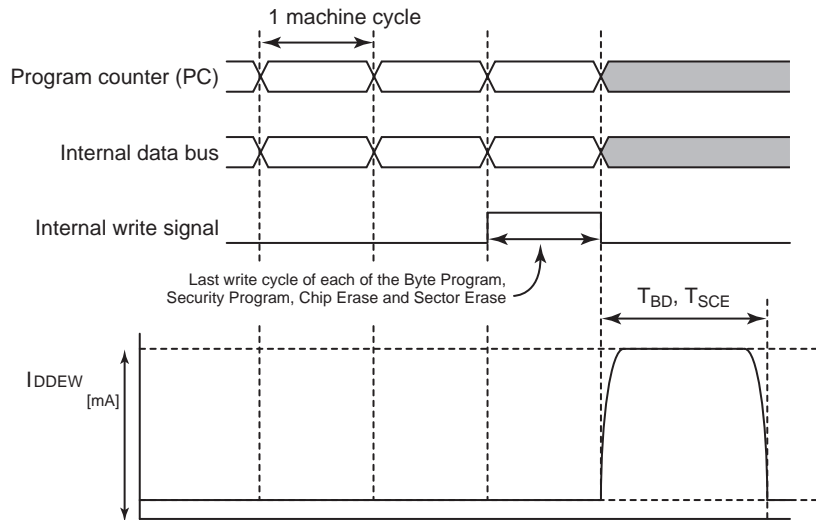 1 machine cycle
Program counter (PC)
Internal data bus
Internal write signal
Last write cycle of each of the Byte Program,
Security Program, Chip Erase and Sector Erase
TBD, TSCE
IDDEW
[mA]